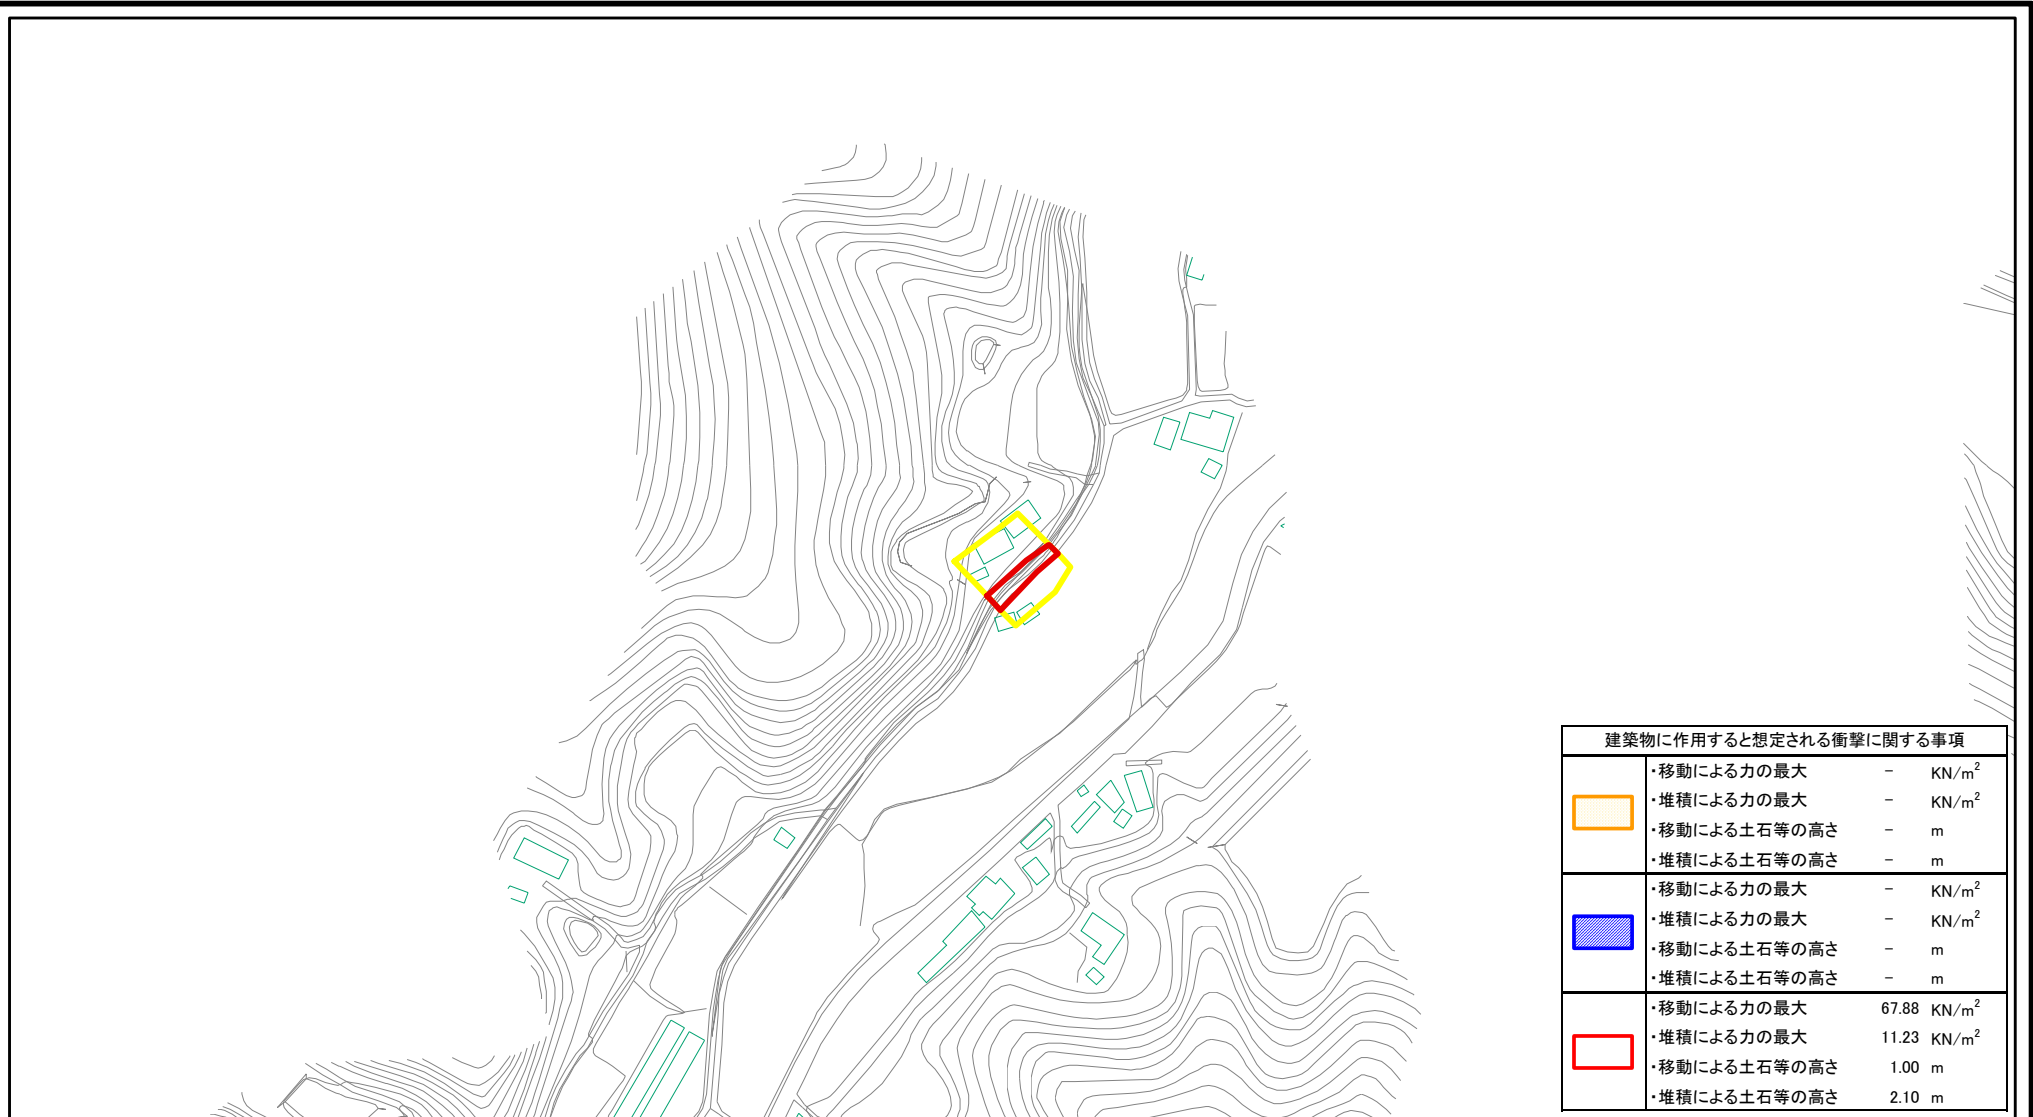 建築物に作用すると想定される衝撃に関する事項
・移動による力の最大 － KN/m²
・堆積による力の最大 － KN/m²
・移動による土石等の高さ － m
・堆積による土石等の高さ － m
・移動による力の最大 － KN/m²
・堆積による力の最大 － KN/m²
・移動による土石等の高さ － m
・堆積による土石等の高さ － m
・移動による力の最大 67.88 KN/m²
・堆積による力の最大 11.23 KN/m²
・移動による土石等の高さ 1.00 m
・堆積による土石等の高さ 2.10 m